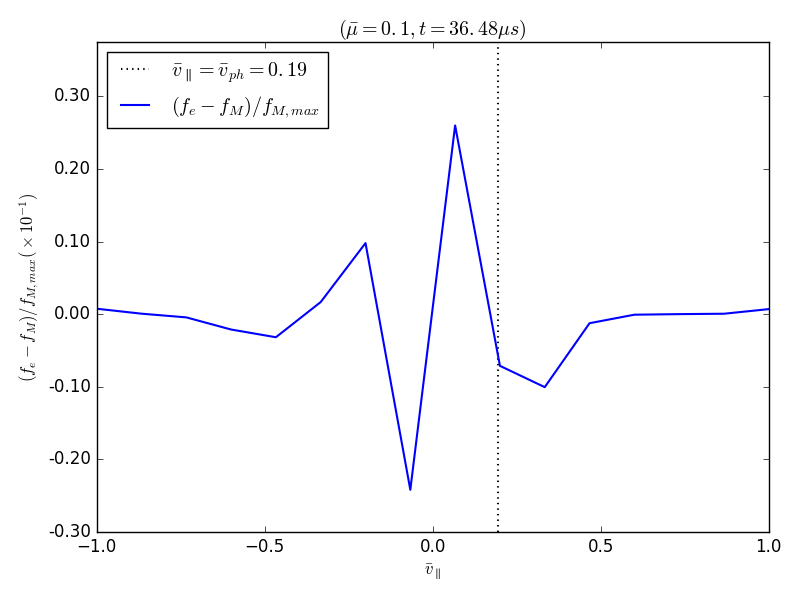 (μ̄ = 0.1, t = 36.48μs)
v̄∥ = v̄ph = 0.19
(fe − fM)/fM,max
0.30
0.20
0.10
0.00
-0.10
-0.20
-0.30
(fe − fM)/fM,max(×10⁻¹)
−1.0 −0.5 0.0 0.5 1.0
v̄∥